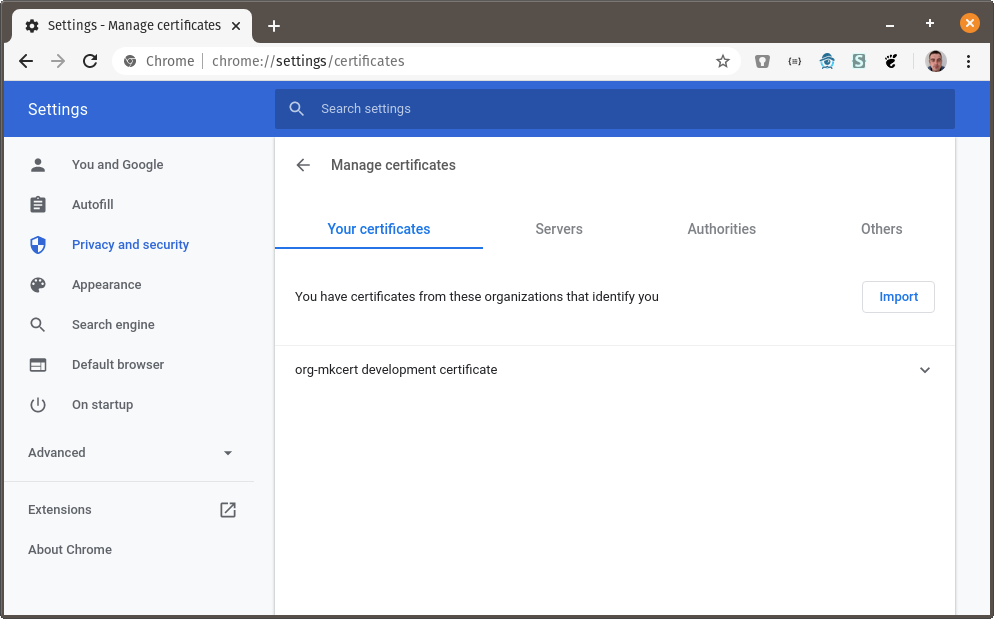 Settings - Manage certificates
Chrome | chrome://settings/certificates
{=}
S
Settings
Search settings
You and Google
Autofill
Privacy and security
Appearance
Search engine
Default browser
On startup
Advanced
Extensions
About Chrome
Manage certificates
Your certificates Servers Authorities Others
You have certificates from these organizations that identify you Import
org-mkcert development certificate